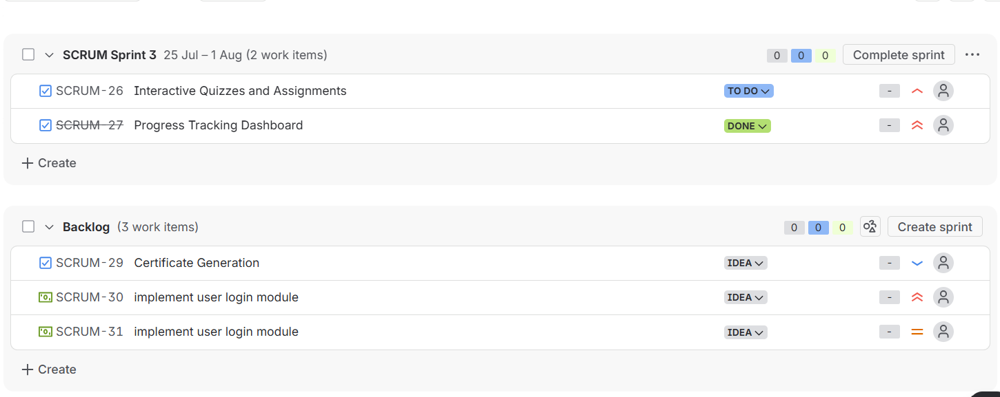 SCRUM Sprint 3 25 Jul – 1 Aug (2 work items) 0 0 0 Complete sprint
SCRUM-26 Interactive Quizzes and Assignments TO DO -
SCRUM-27 Progress Tracking Dashboard DONE -
+ Create
Backlog (3 work items) 0 0 0 Create sprint
SCRUM-29 Certificate Generation IDEA -
SCRUM-30 implement user login module IDEA -
SCRUM-31 implement user login module IDEA -
+ Create